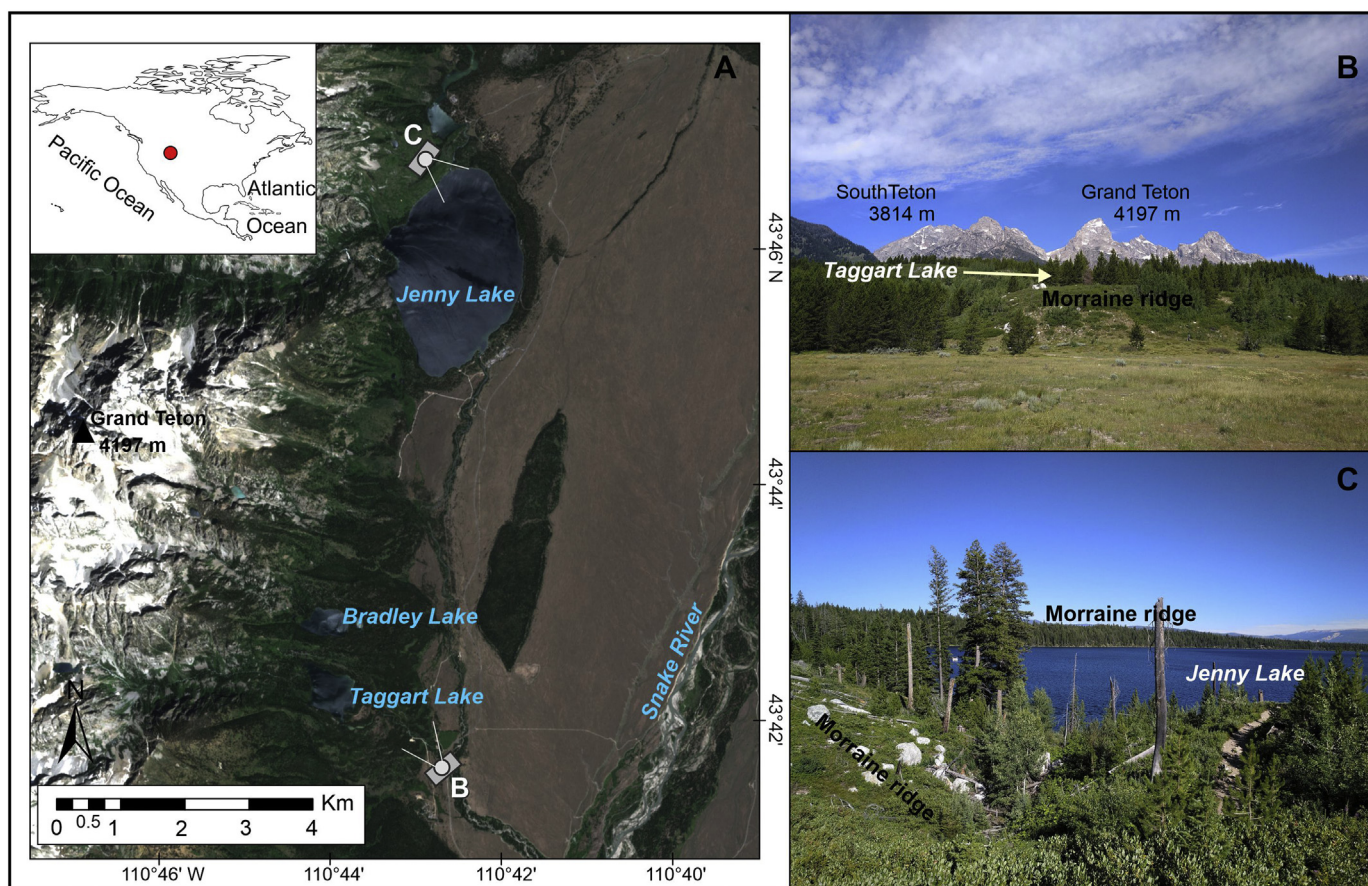 A
Pacific Ocean
Atlantic
Ocean
C
Jenny Lake
Grand Teton
4197 m
Bradley Lake
Taggart Lake
Snake River
N
B
Km
0 0.5 1 2 3 4
43°46' N
43°44'
43°42'
110°46' W 110°44' 110°42' 110°40'
B
SouthTeton
3814 m
Grand Teton
4197 m
Taggart Lake
Morraine ridge
C
Morraine ridge
Jenny Lake
Morraine ridge